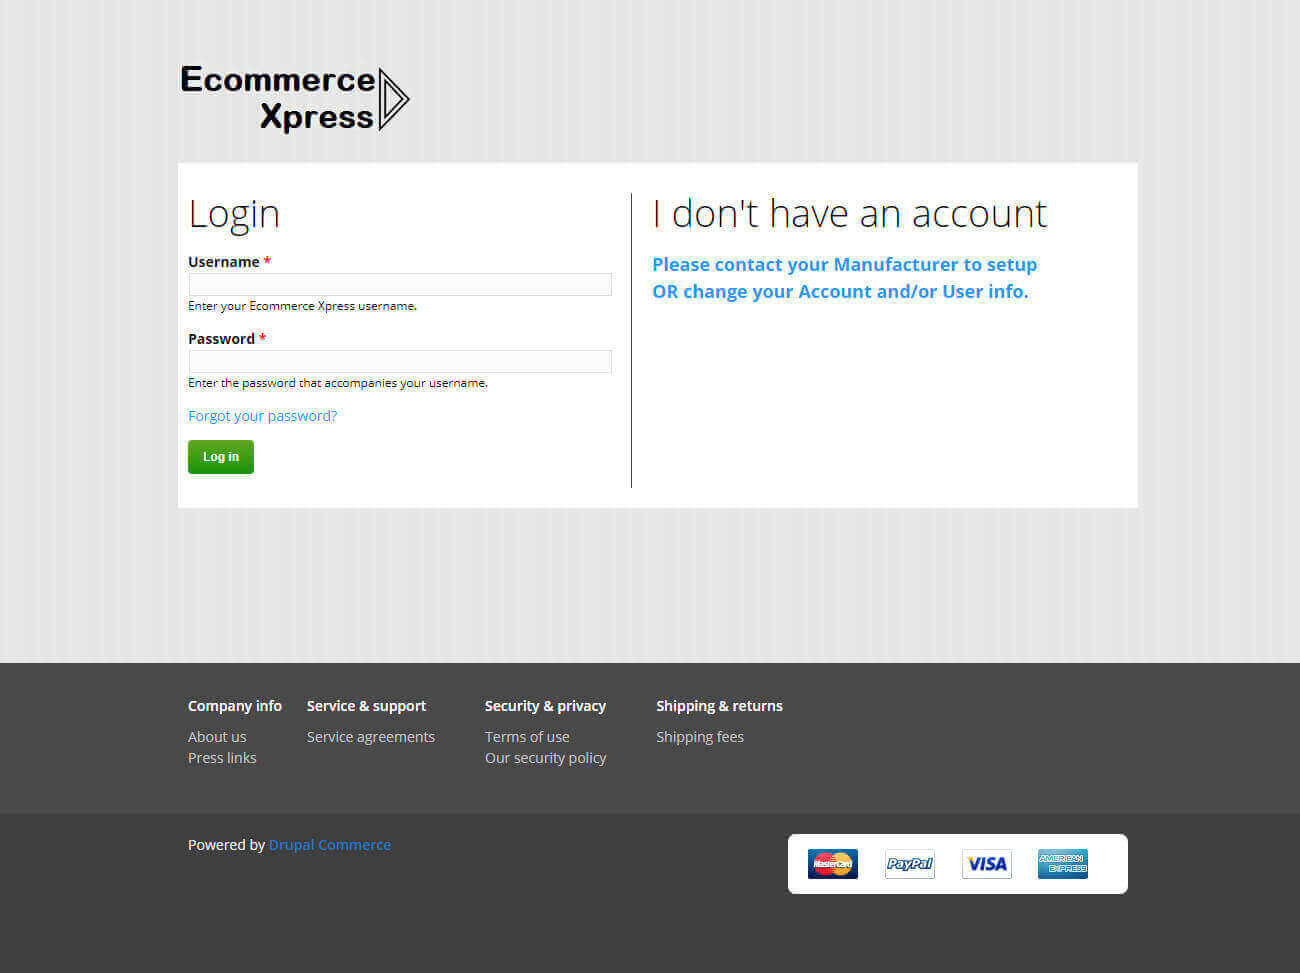 Ecommerce
Xpress
Login
Username *
Enter your Ecommerce Xpress username.
Password *
Enter the password that accompanies your username.
Forgot your password?
Log in
I don't have an account
Please contact your Manufacturer to setup
OR change your Account and/or User info.
Company info
About us
Press links
Service & support
Service agreements
Security & privacy
Terms of use
Our security policy
Shipping & returns
Shipping fees
Powered by Drupal Commerce
MasterCard
PayPal
VISA
AMERICAN
EXPRESS